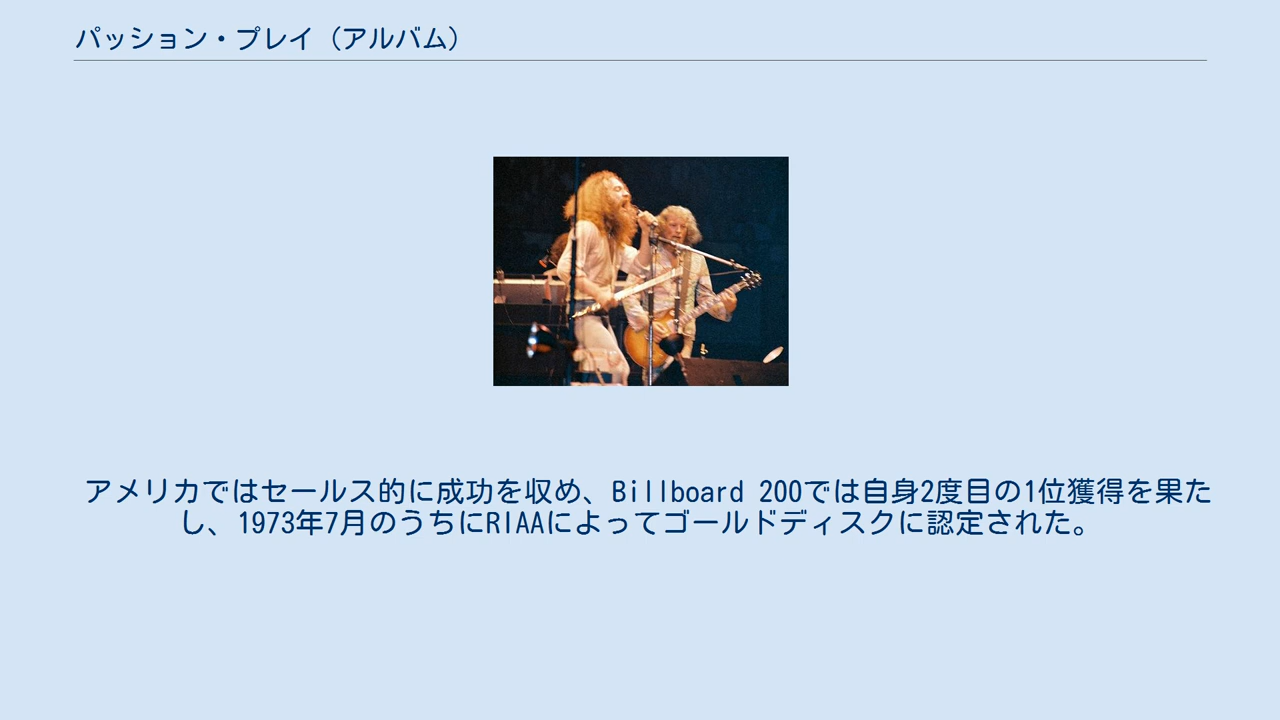 パッション・プレイ（アルバム）
アメリカではセールス的に成功を収め、Billboard 200では自身2度目の1位獲得を果た
し、1973年7月のうちにRIAAによってゴールドディスクに認定された。